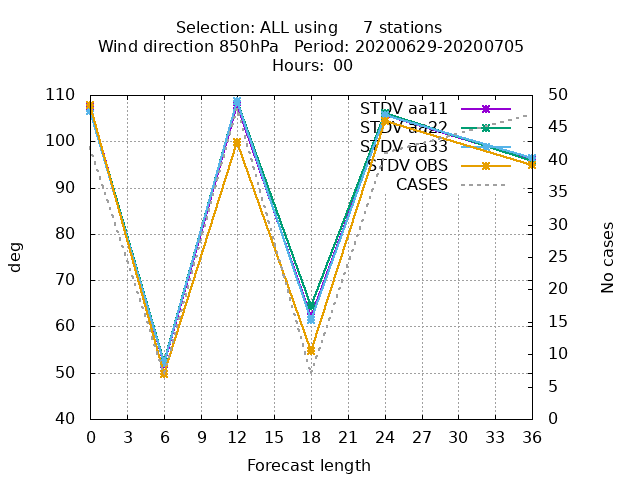 Selection: ALL using 7 stations
Wind direction 850hPa Period: 20200629-20200705
Hours: 00
110
100
90
80
70
60
50
40
deg
STDV aa11
STDV aa22
STDV aa33
STDV OBS
CASES
50
45
40
35
30
25
20
15
10
5
0
No cases
0 3 6 9 12 15 18 21 24 27 30 33 36
Forecast length